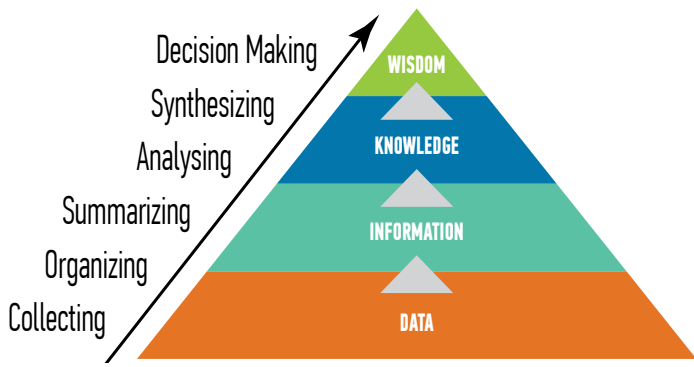 Decision Making
WISDOM
Synthesizing
KNOWLEDGE
Analysing
Summarizing
INFORMATION
Organizing
Collecting
DATA